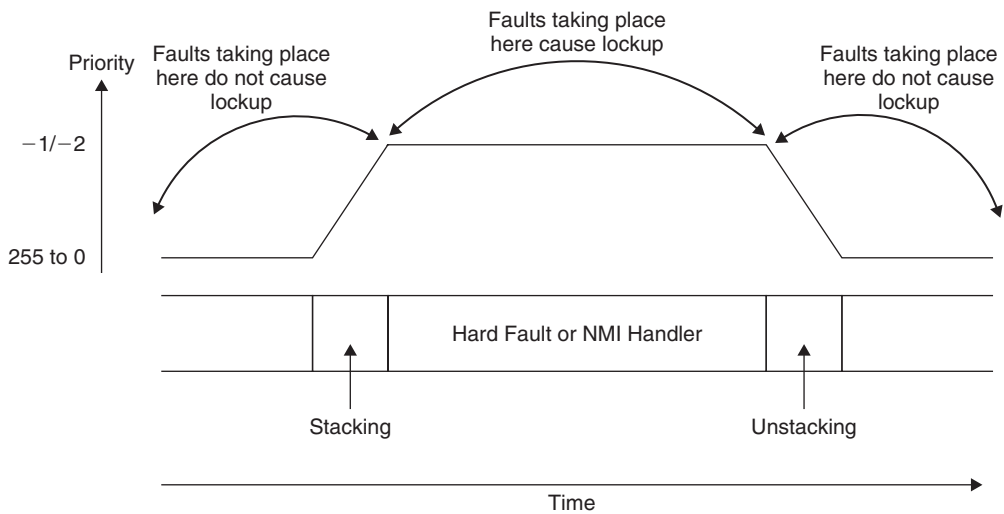 Faults taking place
here cause lockup
Faults taking place
here do not cause
lockup
Faults taking place
here do not cause
lockup
Priority
−1/−2
255 to 0
Hard Fault or NMI Handler
Stacking
Unstacking
Time